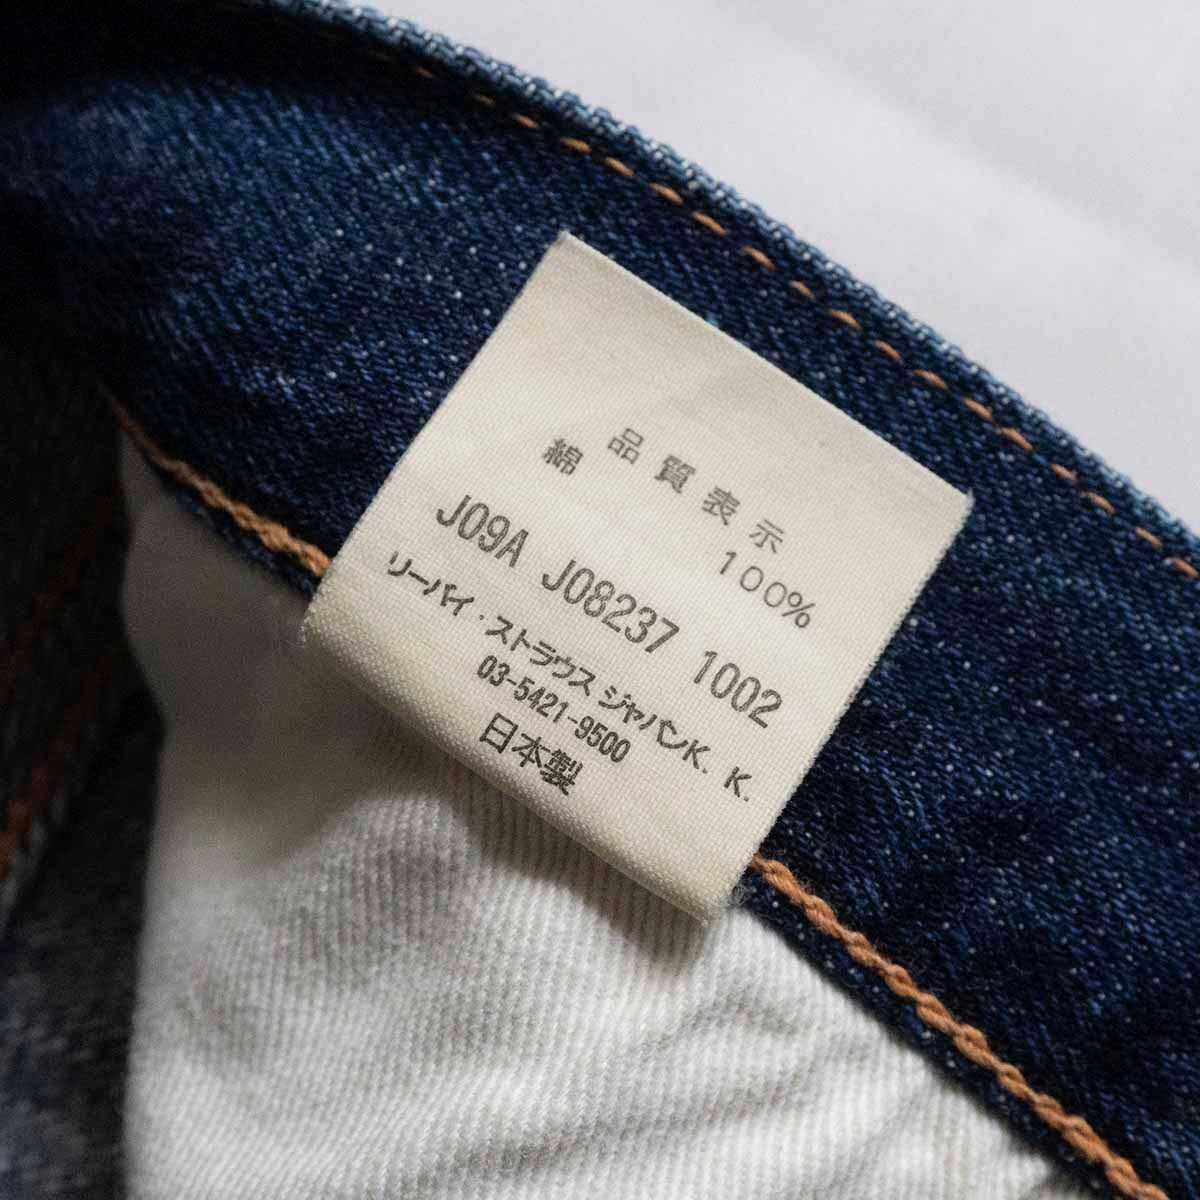 品質表示
綿 100%
J09A J08237 1002
リーバイ・ストラウス ジャパンK. K.
03-5421-9500
日本製